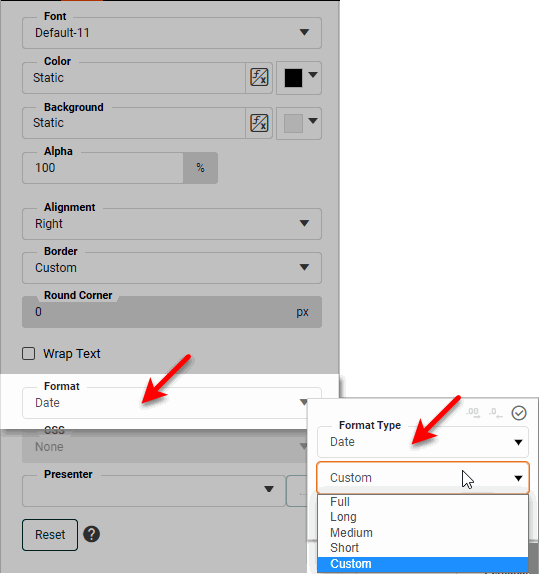 Font
Default-11
Color
Static
Background
Static
Alpha
100 %
Alignment
Right
Border
Custom
Round Corner
0 px
Wrap Text
Format
Date
CSS
None
Presenter
...
Reset ?
.00 .0
Format Type
Date
Custom
Full
Long
Medium
Short
Custom